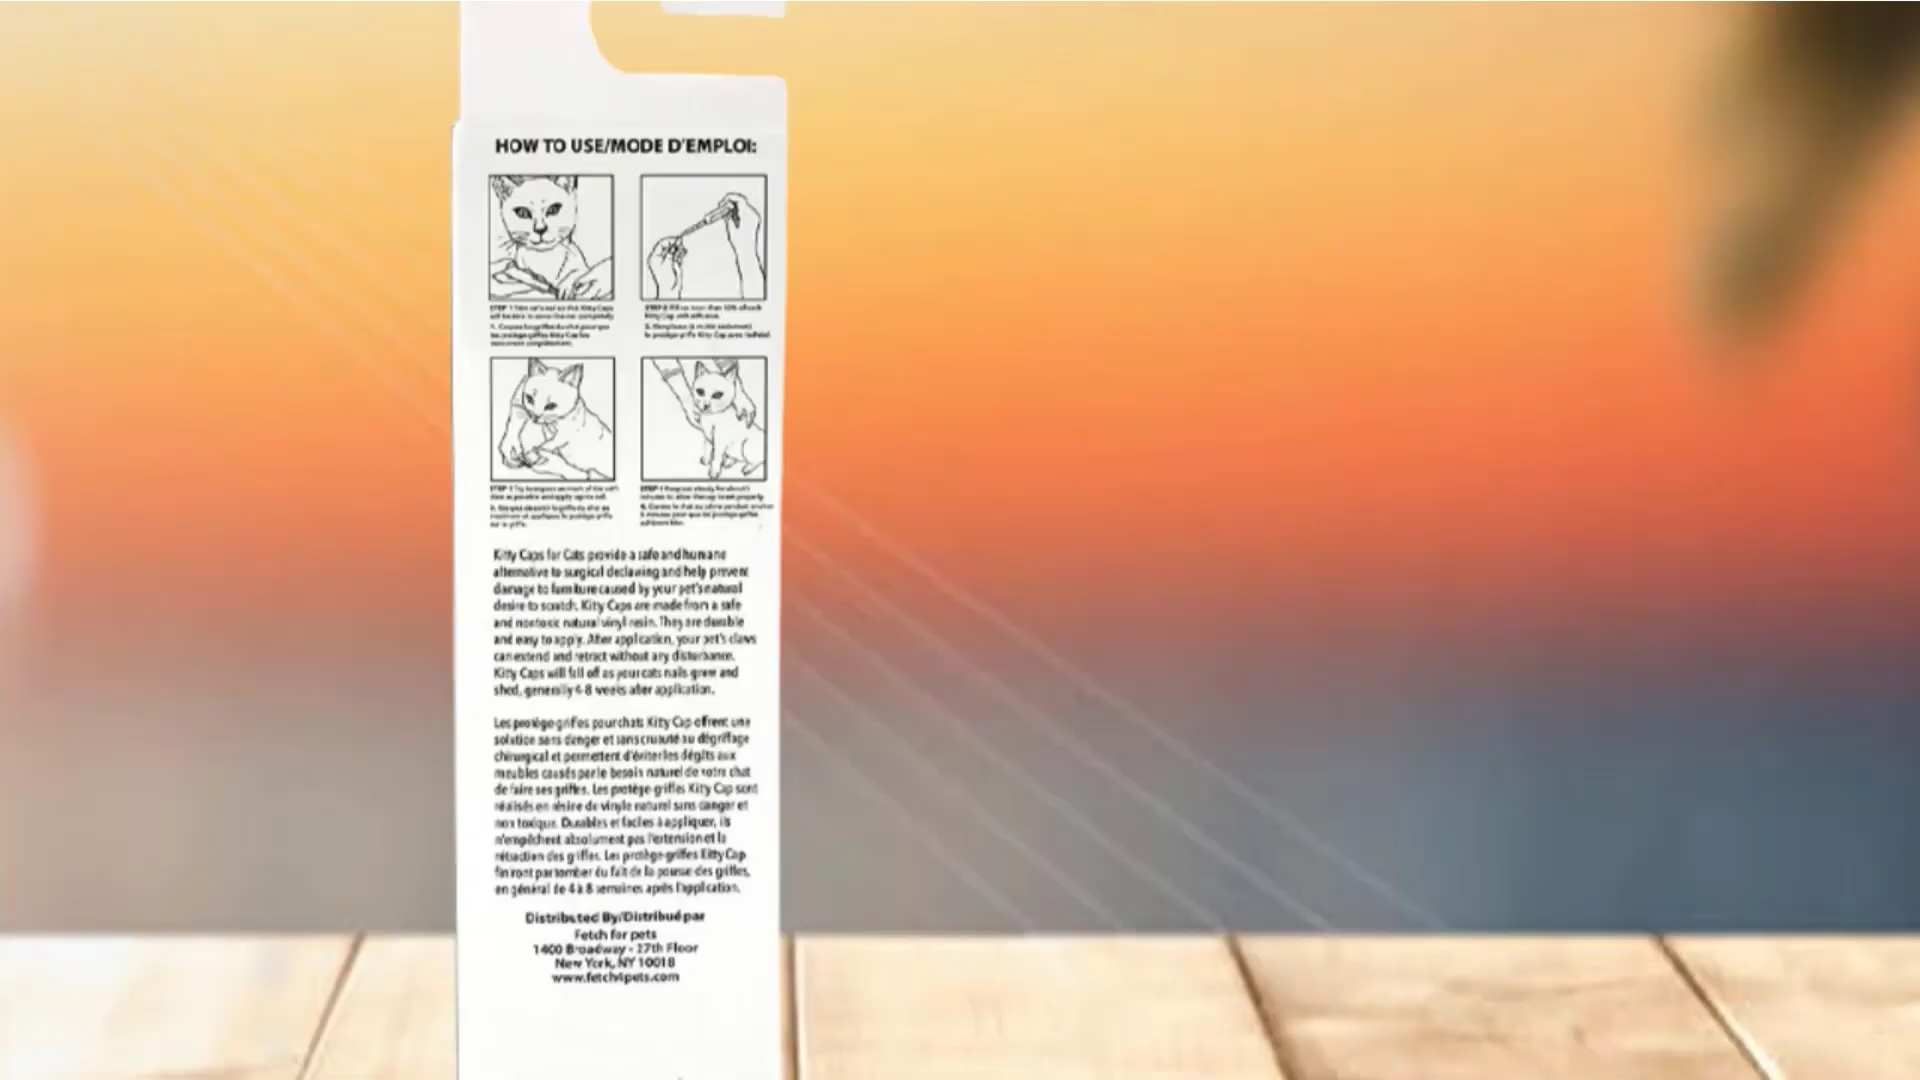 HOW TO USE/MODE D'EMPLOI:
Kitty Caps for Cats provide a safe and humane
alternative to surgical declawing and help prevent
damage to furniture caused by your pet's natural
desire to scratch. Kitty Caps are made from a safe
and nontoxic natural vinyl resin. They are durable
and easy to apply. After application, your pet's claws
can extend and retract without any disturbance.
Kitty Caps will fall off as your cats nails grow and
shed, generally 4-8 weeks after application.
Les protège-griffes pour chats Kitty Cap offrent une
solution sans danger et sans cruauté au dégriffage
chirurgical et permettent d'éviter les dégâts aux
meubles causés par le besoin naturel de votre chat
de faire ses griffes. Les protège-griffes Kitty Cap sont
réalisés en résine de vinyle naturel sans danger et
non toxique. Durables et faciles à appliquer, ils
n'empêchent absolument pas l'extension et la
rétraction des griffes. Les protège-griffes Kitty Cap
finiront par tomber du fait de la pousse des griffes,
en général de 4 à 8 semaines après l'application.
Distributed By/Distribué par
Fetch for pets
1400 Broadway - 27th Floor
New York, NY 10018
www.fetch4pets.com